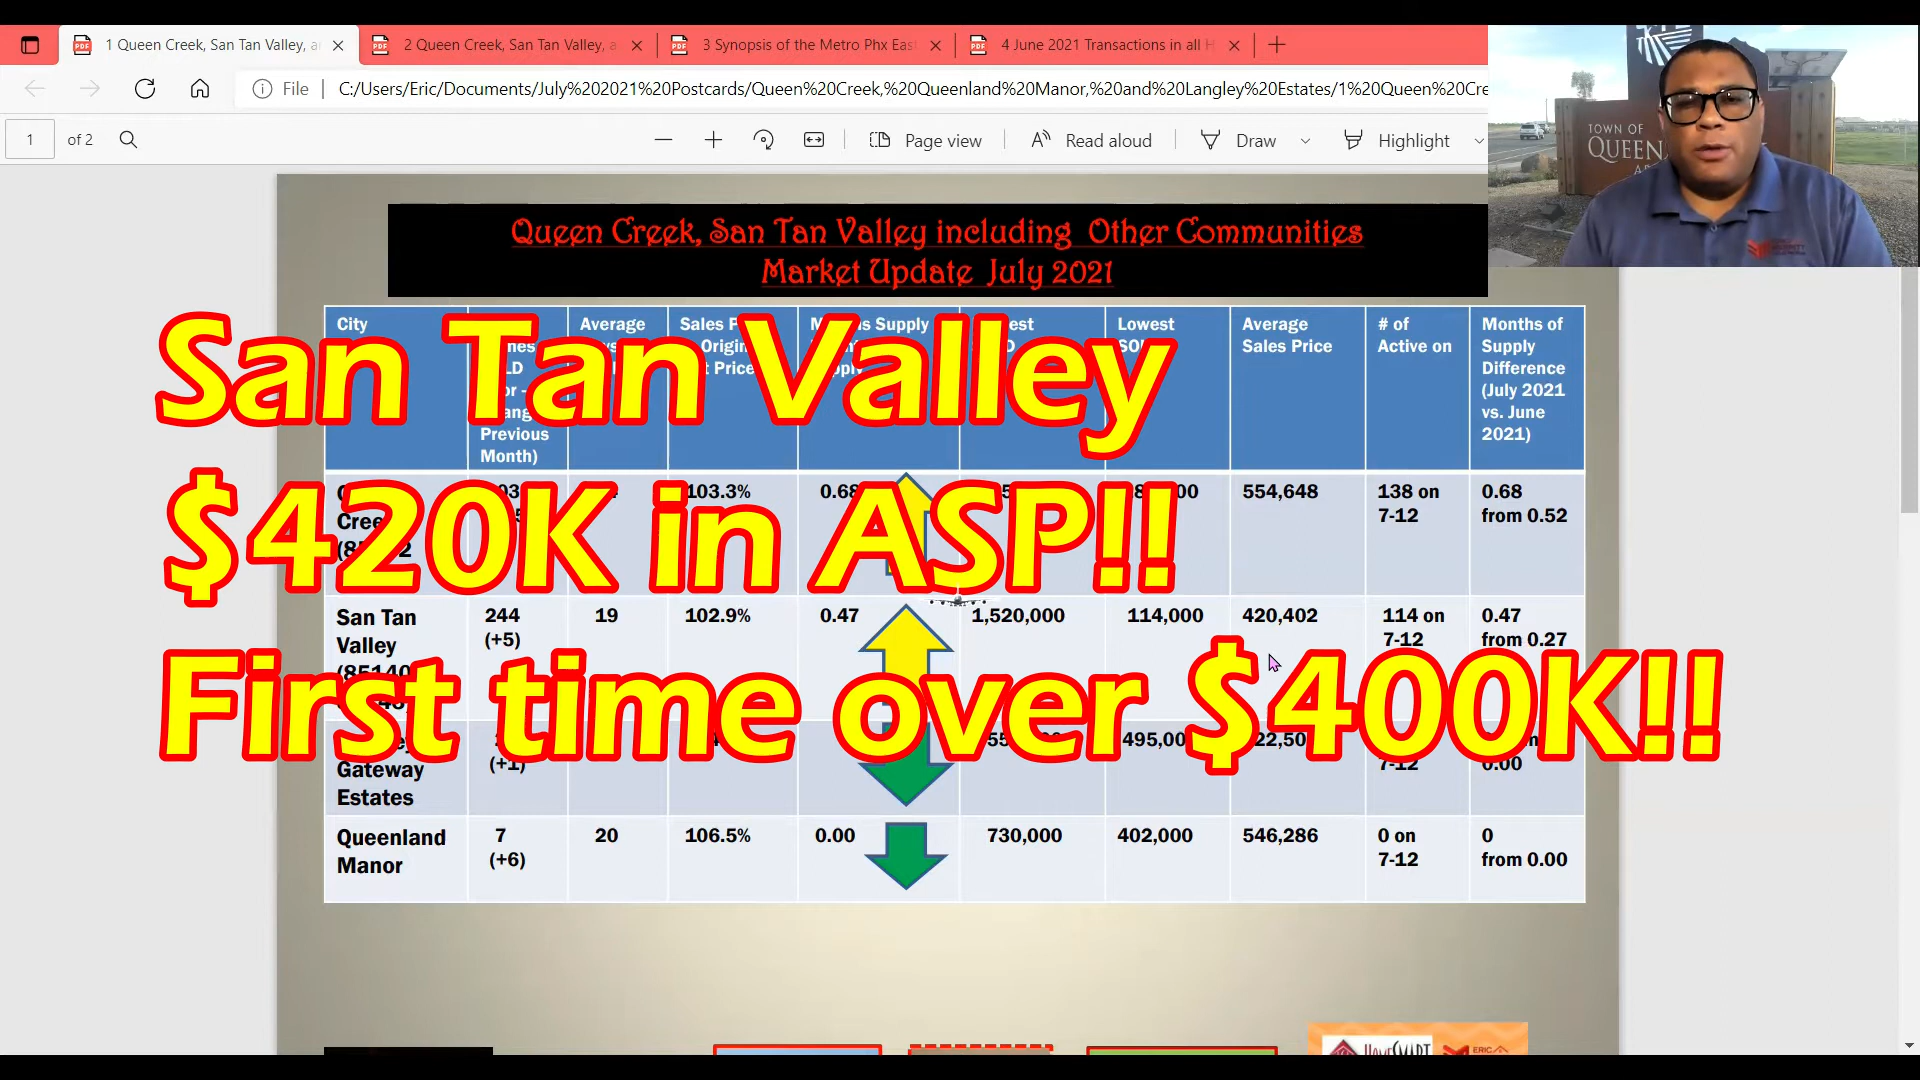 1 Queen Creek, San Tan Valley, a
2 Queen Creek, San Tan Valley, a
3 Synopsis of the Metro Phx East
4 June 2021 Transactions in all H
File
C:/Users/Eric/Documents/July%202021%20Postcards/Queen%20Creek,%20Queenland%20Manor,%20and%20Langley%20Estates/1%20Queen%20Cre
1 of 2
Page view
Read aloud
Draw
Highlight
TOWN OF
QUEEN
Queen Creek, San Tan Valley including Other Communities
Market Update July 2021
San Tan Valley
$420K in ASP!!
First time over $400K!!
City
Previous
Month)
Average
Sales
Supply
Lowest
Average
Sales Price
# of
Active on
Months of
Supply
Difference
(July 2021
vs. June
2021)
103.3%
554,648
138 on
7-12
0.68
from 0.52
San Tan
Valley
244
(+5)
19
102.9%
0.47
1,520,000
114,000
420,402
114 on
7-12
0.47
from 0.27
Gateway
Estates
(+1)
7-12
0.00
Queenland
Manor
7
(+6)
20
106.5%
0.00
730,000
402,000
546,286
0 on
7-12
0
from 0.00
HOMESMART
ERIC